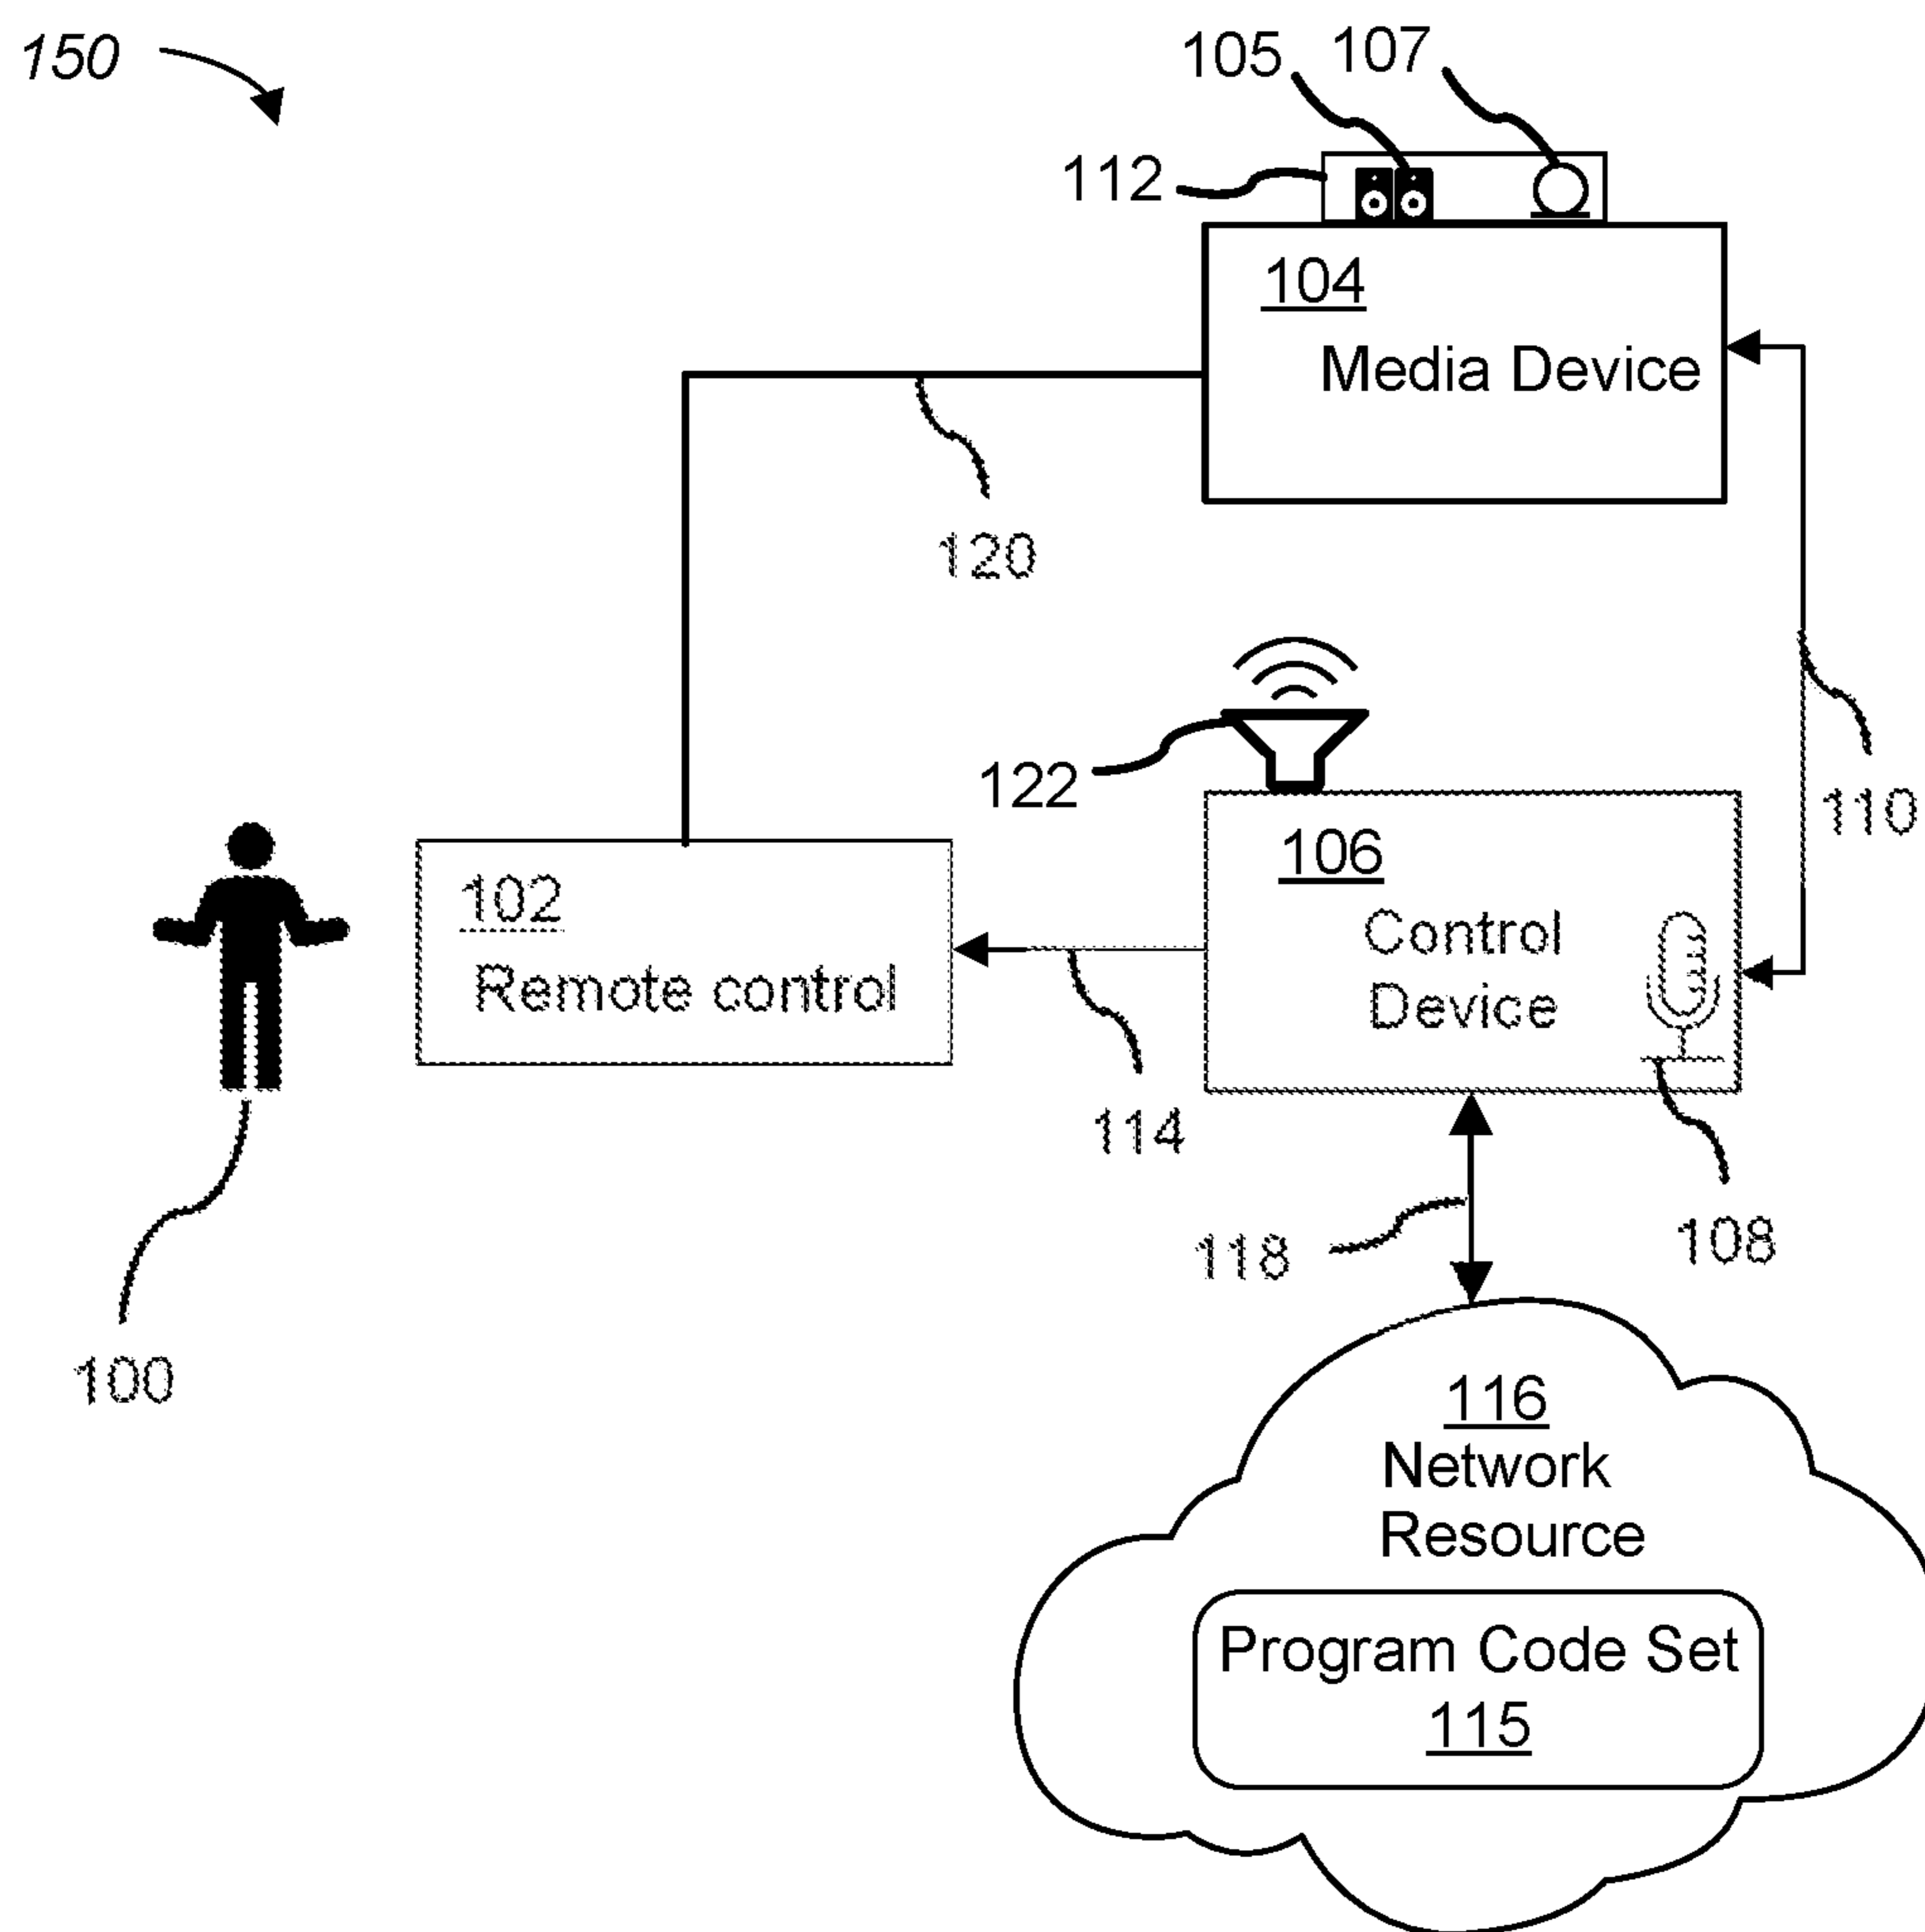 150
105
107
112
104
Media Device
120
122
110
106
Control
Device
102
Remote control
114
118
108
100
116
Network
Resource
Program Code Set
115